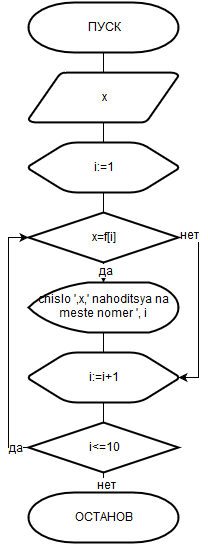 ПУСК
x
i:=1
x=f[i]
нет
да
chislo ',x,' nahoditsya na
meste nomer ', i
i:=i+1
i<=10
да
нет
ОСТАНОВ